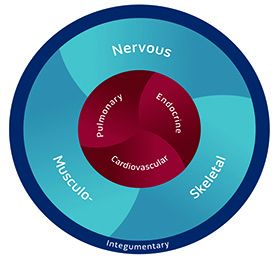 Nervous
Pulmonary
Endocrine
Cardiovascular
Musculo-
Skeletal
Integumentary